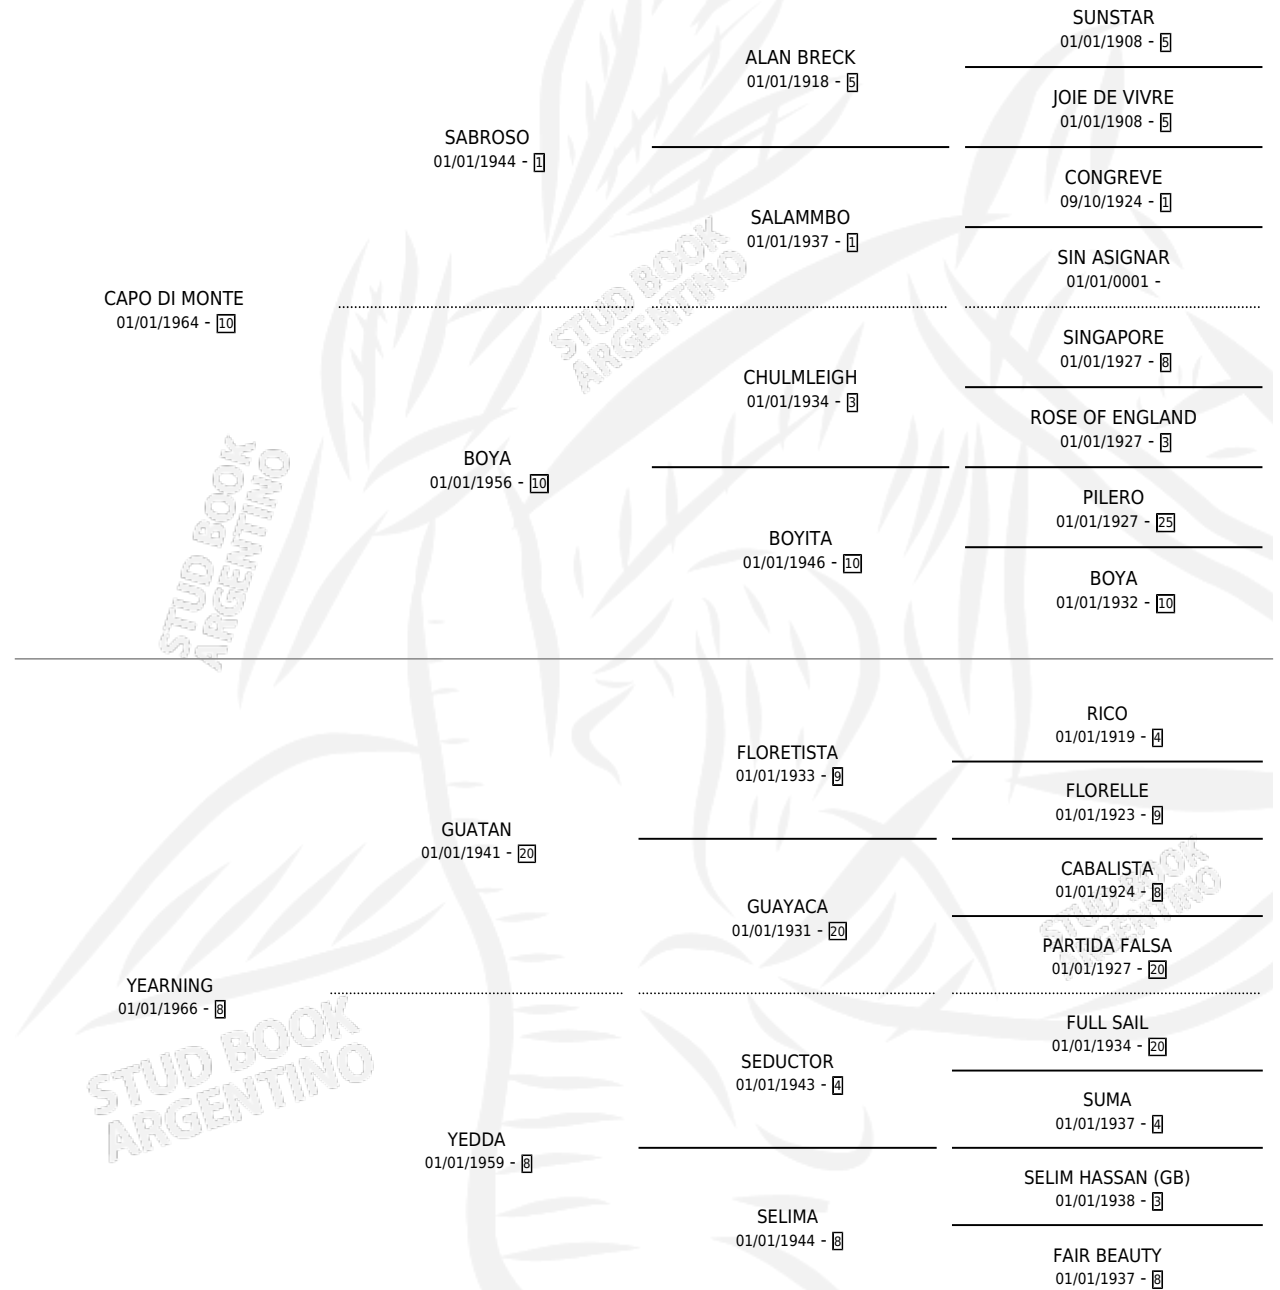 SUNSTAR
01/01/1908 - 5
ALAN BRECK
01/01/1918 - 5
JOIE DE VIVRE
01/01/1908 - 5
SABROSO
01/01/1944 - 1
CONGREVE
09/10/1924 - 1
SALAMMBO
01/01/1937 - 1
SIN ASIGNAR
01/01/0001 -
CAPO DI MONTE
01/01/1964 - 10
SINGAPORE
01/01/1927 - 8
CHULMLEIGH
01/01/1934 - 3
ROSE OF ENGLAND
01/01/1927 - 3
BOYA
01/01/1956 - 10
PILERO
01/01/1927 - 25
BOYITA
01/01/1946 - 10
BOYA
01/01/1932 - 10
RICO
01/01/1919 - 4
FLORETISTA
01/01/1933 - 9
FLORELLE
01/01/1923 - 9
GUATAN
01/01/1941 - 20
CABALISTA
01/01/1924 - 8
GUAYACA
01/01/1931 - 20
PARTIDA FALSA
01/01/1927 - 20
YEARNING
01/01/1966 - 8
FULL SAIL
01/01/1934 - 20
SEDUCTOR
01/01/1943 - 4
SUMA
01/01/1937 - 4
YEDDA
01/01/1959 - 8
SELIM HASSAN (GB)
01/01/1938 - 3
SELIMA
01/01/1944 - 8
FAIR BEAUTY
01/01/1937 - 8
STUD BOOK
ARGENTINO
STUD BOOK
ARGENTINO
STUD BOOK
ARGENTINO
STUD BOOK
ARGENTINO